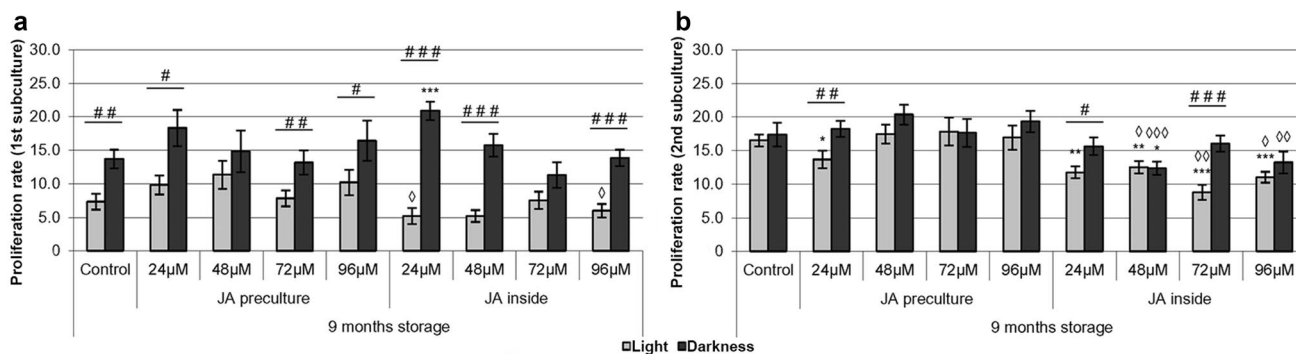 a
Proliferation rate (1st subculture)
30.0
25.0
20.0
15.0
10.0
5.0
0
# #
#
# #
#
# # #
# # #
# # #
***
◊
◊
Control 24µM 48µM 72µM 96µM 24µM 48µM 72µM 96µM
JA preculture JA inside
9 months storage
b
Proliferation rate (2nd subculture)
30.0
25.0
20.0
15.0
10.0
5.0
0
# #
#
# # #
*
**
◊ ◊◊◊
** *
◊◊
***
◊ ◊◊
***
Control 24µM 48µM 72µM 96µM 24µM 48µM 72µM 96µM
JA preculture JA inside
9 months storage
Light Darkness